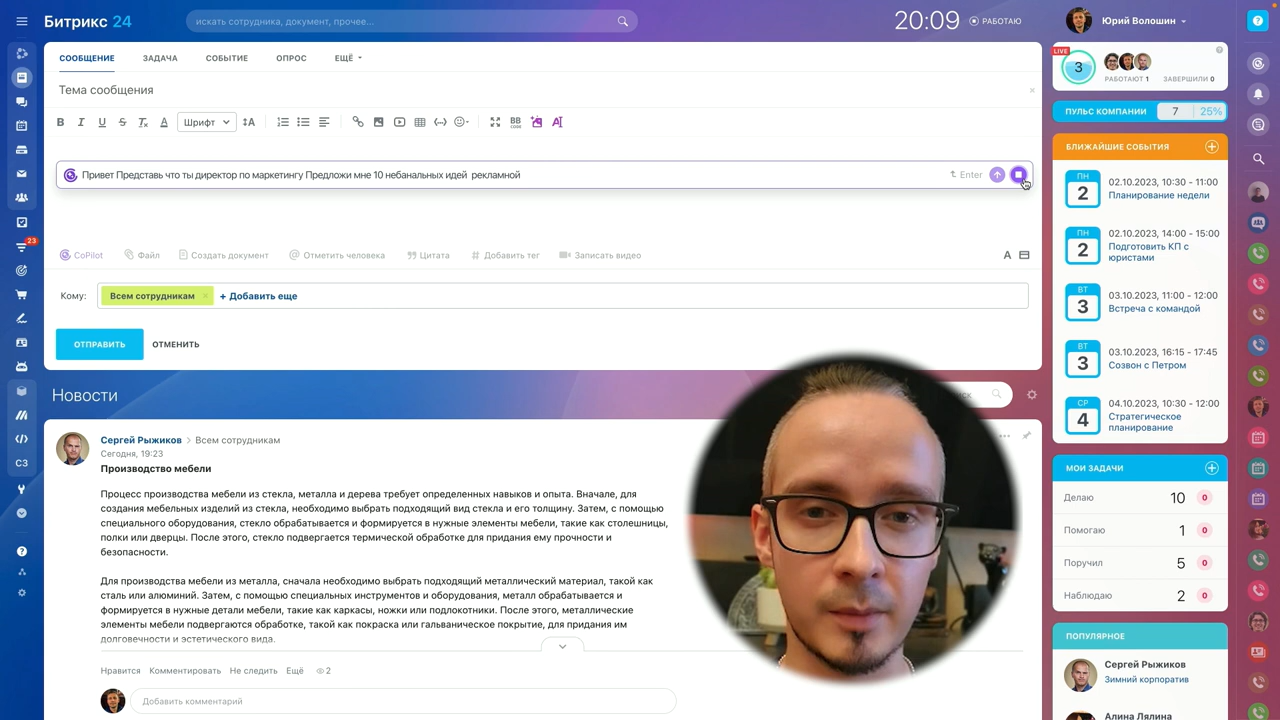 Битрикс 24
искать сотрудника, документ, прочее...
20:09
РАБОТАЮ
Юрий Волошин
СООБЩЕНИЕ
ЗАДАЧА
СОБЫТИЕ
ОПРОС
ЕЩЁ
Тема сообщения
B I U S
Шрифт
BB CODE
Привет Представь что ты директор по маркетингу Предложи мне 10 небанальных идей рекламной
Enter
CoPilot
Файл
Создать документ
Отметить человека
Цитата
# Добавить тег
Записать видео
A
Кому:
Всем сотрудникам ×
+ Добавить еще
ОТПРАВИТЬ
ОТМЕНИТЬ
Новости
Сергей Рыжиков > Всем сотрудникам
Сегодня, 19:23
Производство мебели
Процесс производства мебели из стекла, металла и дерева требует определенных навыков и опыта. Вначале, для
создания мебельных изделий из стекла, необходимо выбрать подходящий вид стекла и его толщину. Затем, с помощью
специального оборудования, стекло обрабатывается и формируется в нужные элементы мебели, такие как столешницы,
полки или дверцы. После этого, стекло подвергается термической обработке для придания ему прочности и
безопасности.
Для производства мебели из металла, сначала необходимо выбрать подходящий металлический материал, такой как
сталь или алюминий. Затем, с помощью специальных инструментов и оборудования, металл обрабатывается и
формируется в нужные детали мебели, такие как каркасы, ножки или подлокотники. После этого, металлические
элементы мебели подвергаются обработке, такой как покраска или гальваническое покрытие, для придания им
долговечности и эстетического вида.
Нравится
Комментировать
Не следить
Ещё
2
Добавить комментарий
23
СЗ
LIVE
3
РАБОТАЮТ 1
ЗАВЕРШИЛИ 0
ПУЛЬС КОМПАНИИ
7
25%
БЛИЖАЙШИЕ СОБЫТИЯ
ПН
2
02.10.2023, 10:30 - 11:00
Планирование недели
ПН
2
02.10.2023, 14:00 - 15:00
Подготовить КП с
юристами
ВТ
3
03.10.2023, 11:00 - 12:00
Встреча с командой
ВТ
3
03.10.2023, 16:15 - 17:45
Созвон с Петром
СР
4
04.10.2023, 10:30 - 12:00
Стратегическое
планирование
МОИ ЗАДАЧИ
Делаю 10 0
Помогаю 1 0
Поручил 5 0
Наблюдаю 2 0
ПОПУЛЯРНОЕ
Сергей Рыжиков
Зимний корпоратив
Алина Лялина